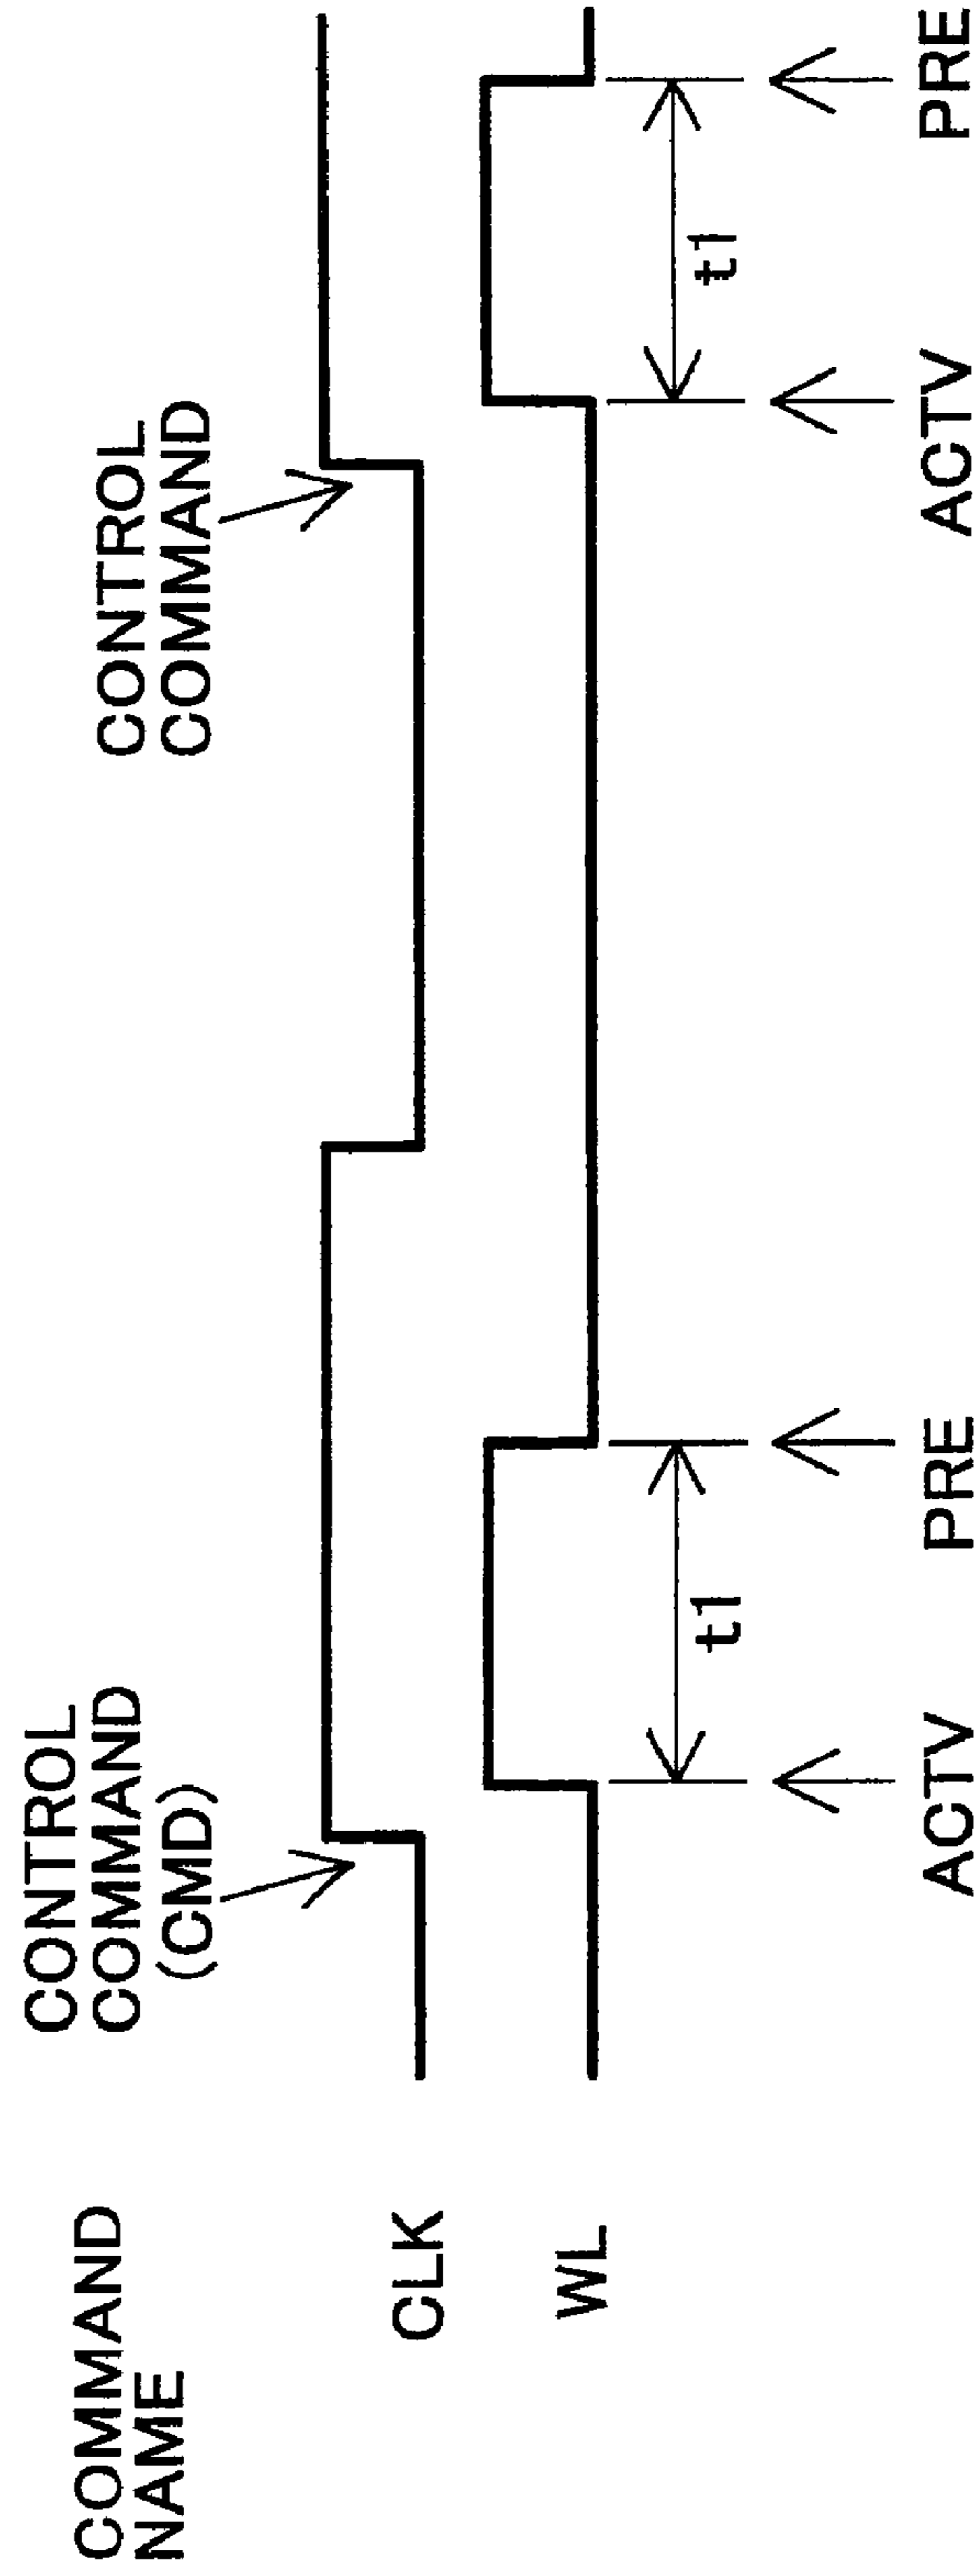 COMMAND
NAME
CONTROL
COMMAND
(CMD)
CONTROL
COMMAND
CLK
WL
t1
t1
ACTV
PRE
ACTV
PRE